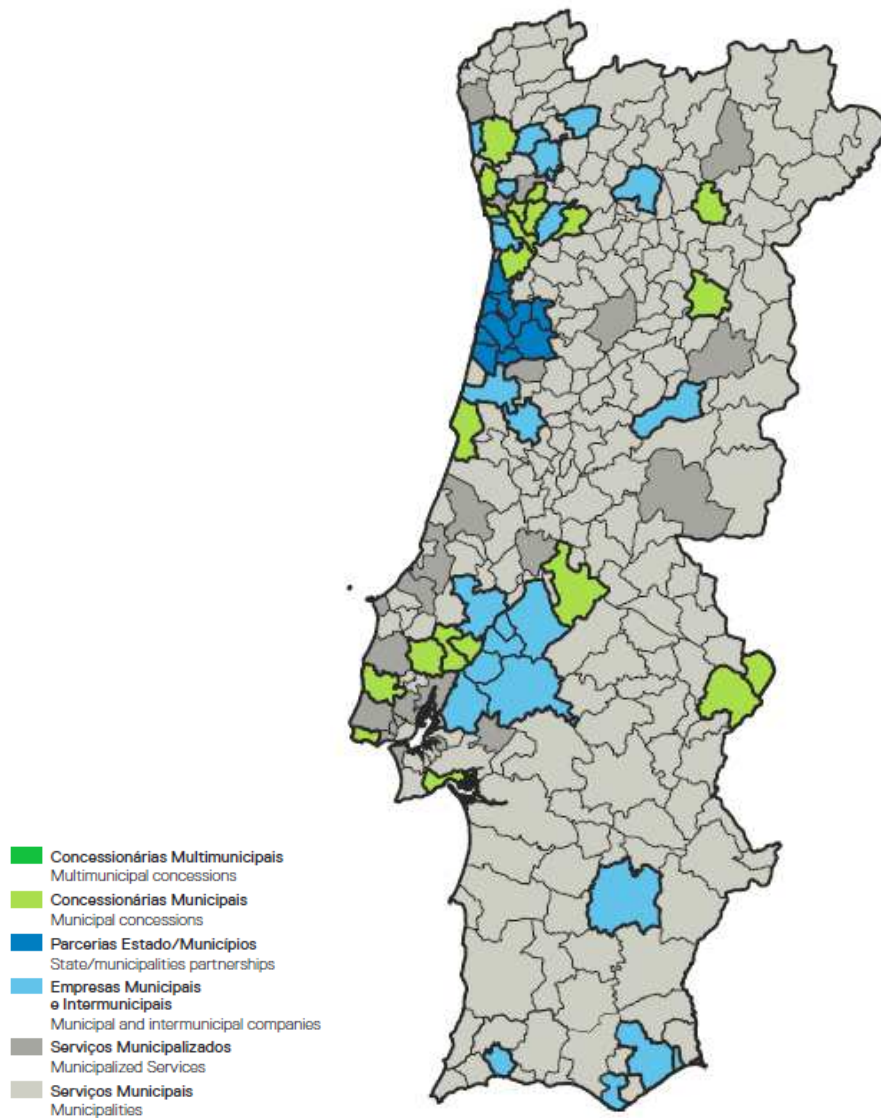 Concessionárias Multimunicipais
Multimunicipal concessions
Concessionárias Municipais
Municipal concessions
Parcerias Estado/Municípios
State/municipalities partnerships
Empresas Municipais
e Intermunicipais
Municipal and intermunicipal companies
Serviços Municipalizados
Municipalized Services
Serviços Municipais
Municipalities